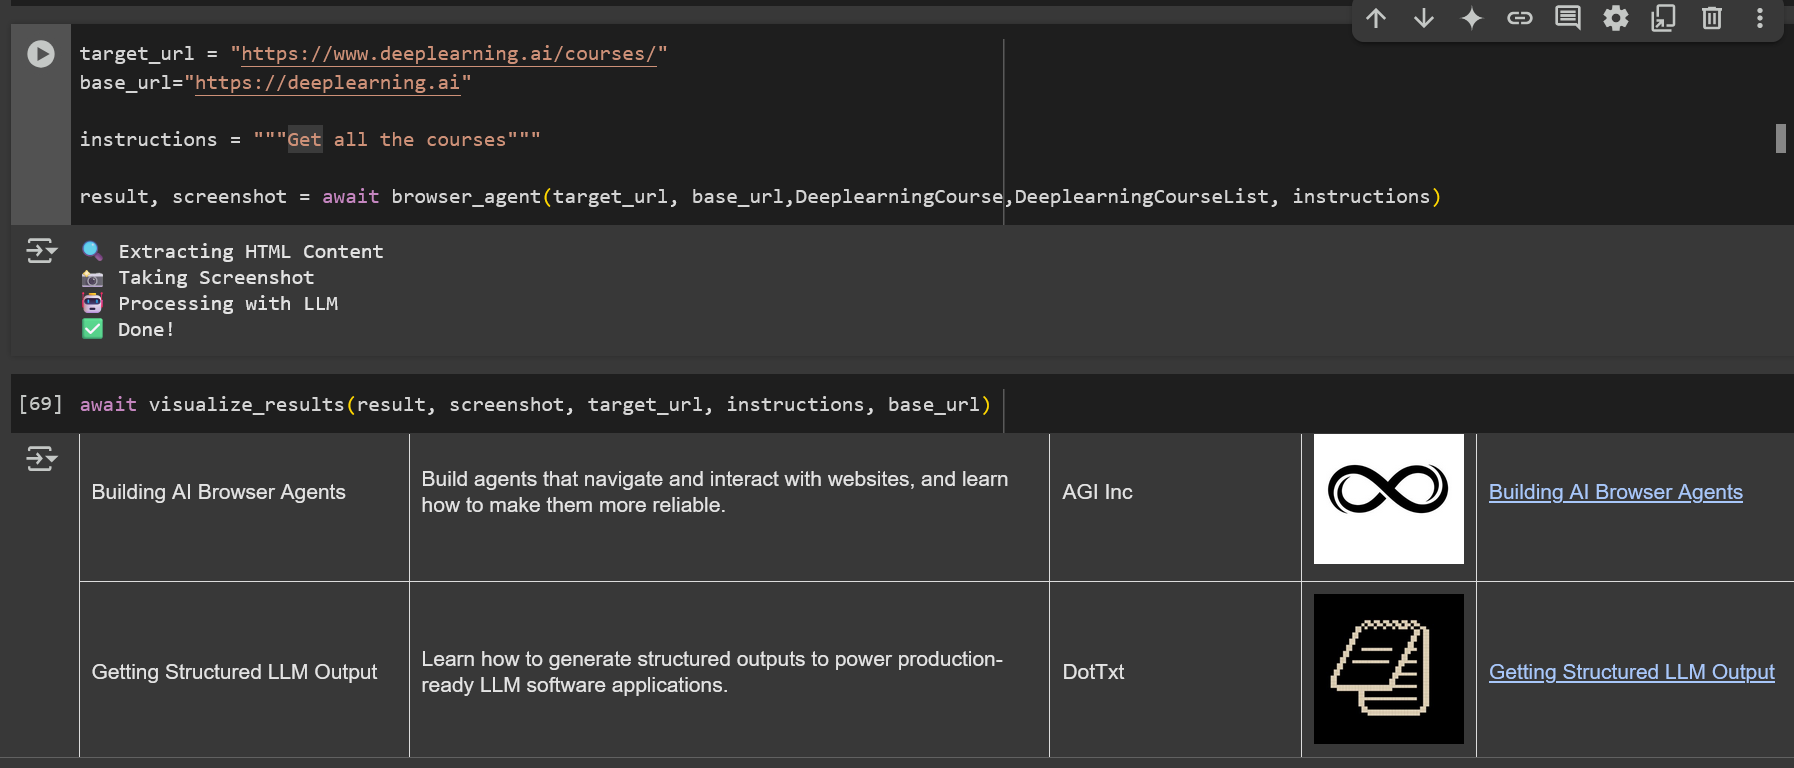 target_url = "https://www.deeplearning.ai/courses/"
base_url="https://deeplearning.ai"
instructions = """Get all the courses"""
result, screenshot = await browser_agent(target_url, base_url,DeeplearningCourse,DeeplearningCourseList, instructions)
🔍 Extracting HTML Content
📸 Taking Screenshot
🤖 Processing with LLM
✅ Done!
[69] await visualize_results(result, screenshot, target_url, instructions, base_url)
Building AI Browser Agents
Build agents that navigate and interact with websites, and learn
how to make them more reliable.
AGI Inc
Building AI Browser Agents
Getting Structured LLM Output
Learn how to generate structured outputs to power production-
ready LLM software applications.
DotTxt
Getting Structured LLM Output